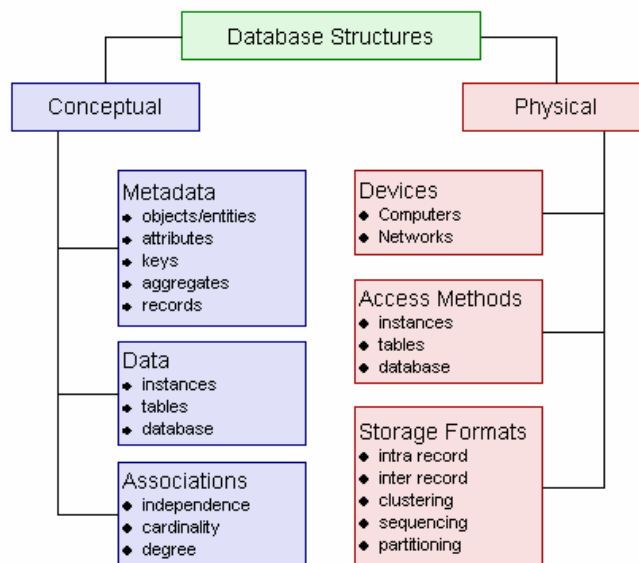 Database Structures
Conceptual
Physical
Metadata
◆ objects/entities
◆ attributes
◆ keys
◆ aggregates
◆ records
Data
◆ instances
◆ tables
◆ database
Associations
◆ independence
◆ cardinality
◆ degree
Devices
◆ Computers
◆ Networks
Access Methods
◆ instances
◆ tables
◆ database
Storage Formats
◆ intra record
◆ inter record
◆ clustering
◆ sequencing
◆ partitioning